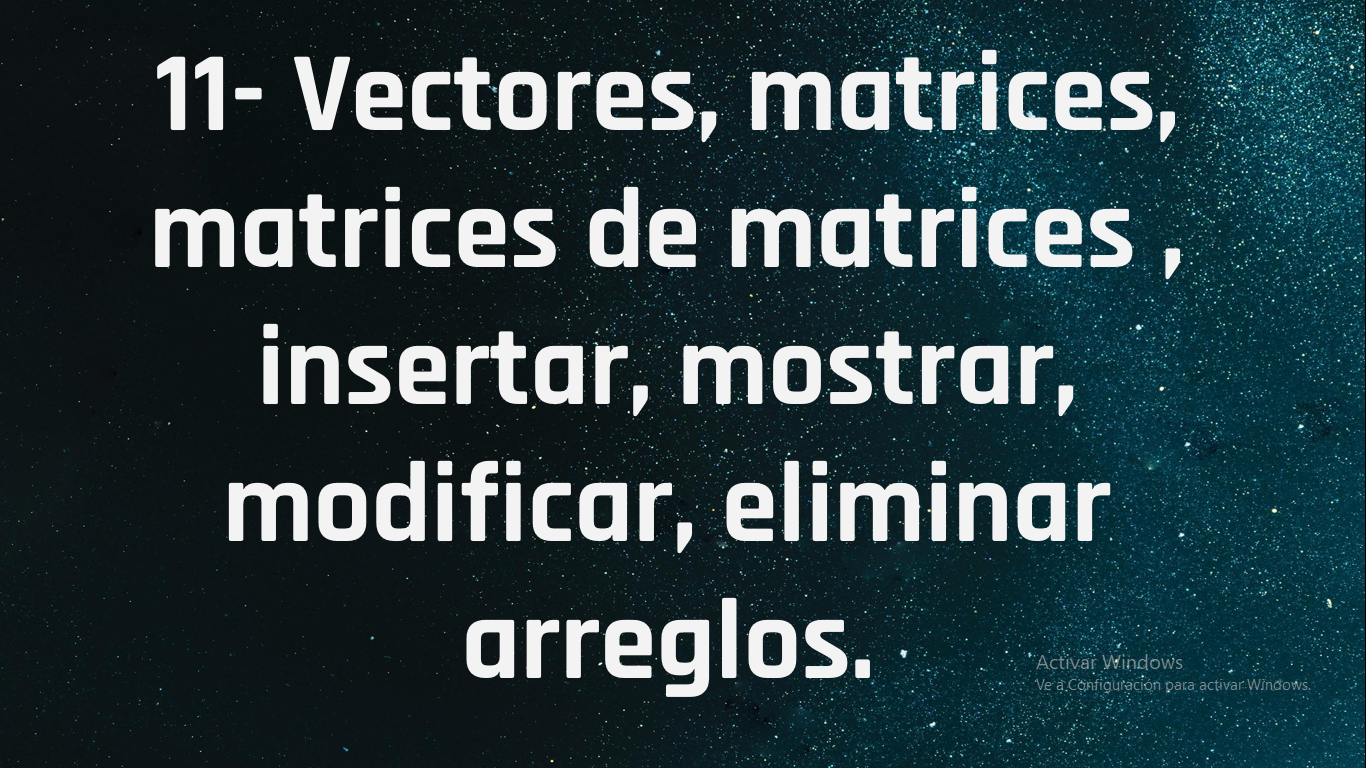 11- Vectores, matrices,
matrices de matrices ,
insertar, mostrar,
modificar, eliminar
arreglos.
Activar Windows
Ve a Configuración para activar Windows.